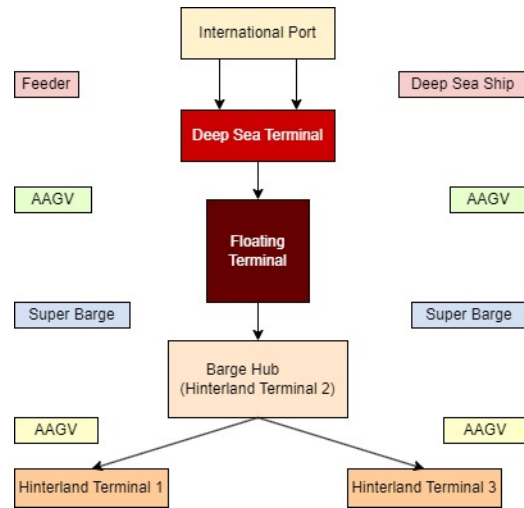 International Port
Feeder
Deep Sea Ship
Deep Sea Terminal
AAGV
AAGV
Floating
Terminal
Super Barge
Super Barge
Barge Hub
(Hinterland Terminal 2)
AAGV
AAGV
Hinterland Terminal 1
Hinterland Terminal 3